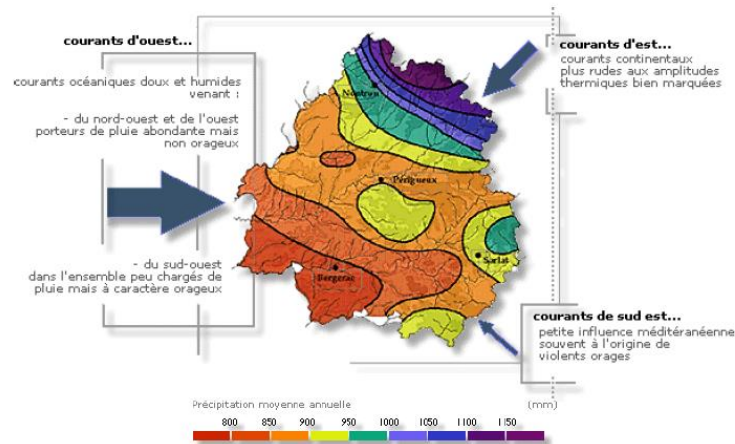 courants d'ouest...
courants océaniques doux et humides
venant :
- du nord-ouest et de l'ouest
porteurs de pluie abondante mais
non orageux
- du sud-ouest
dans l'ensemble peu chargés de
pluie mais à caractère orageux
courants d'est...
courants continentaux
plus rudes aux amplitudes
thermiques bien marquées
Nontron
Périgueux
Sarlat
Bergerac
courants de sud est...
petite influence méditéranéenne
souvent à l'origine de
violents orages
Précipitation moyenne annuelle (mm)
800 850 900 950 1000 1050 1100 1150